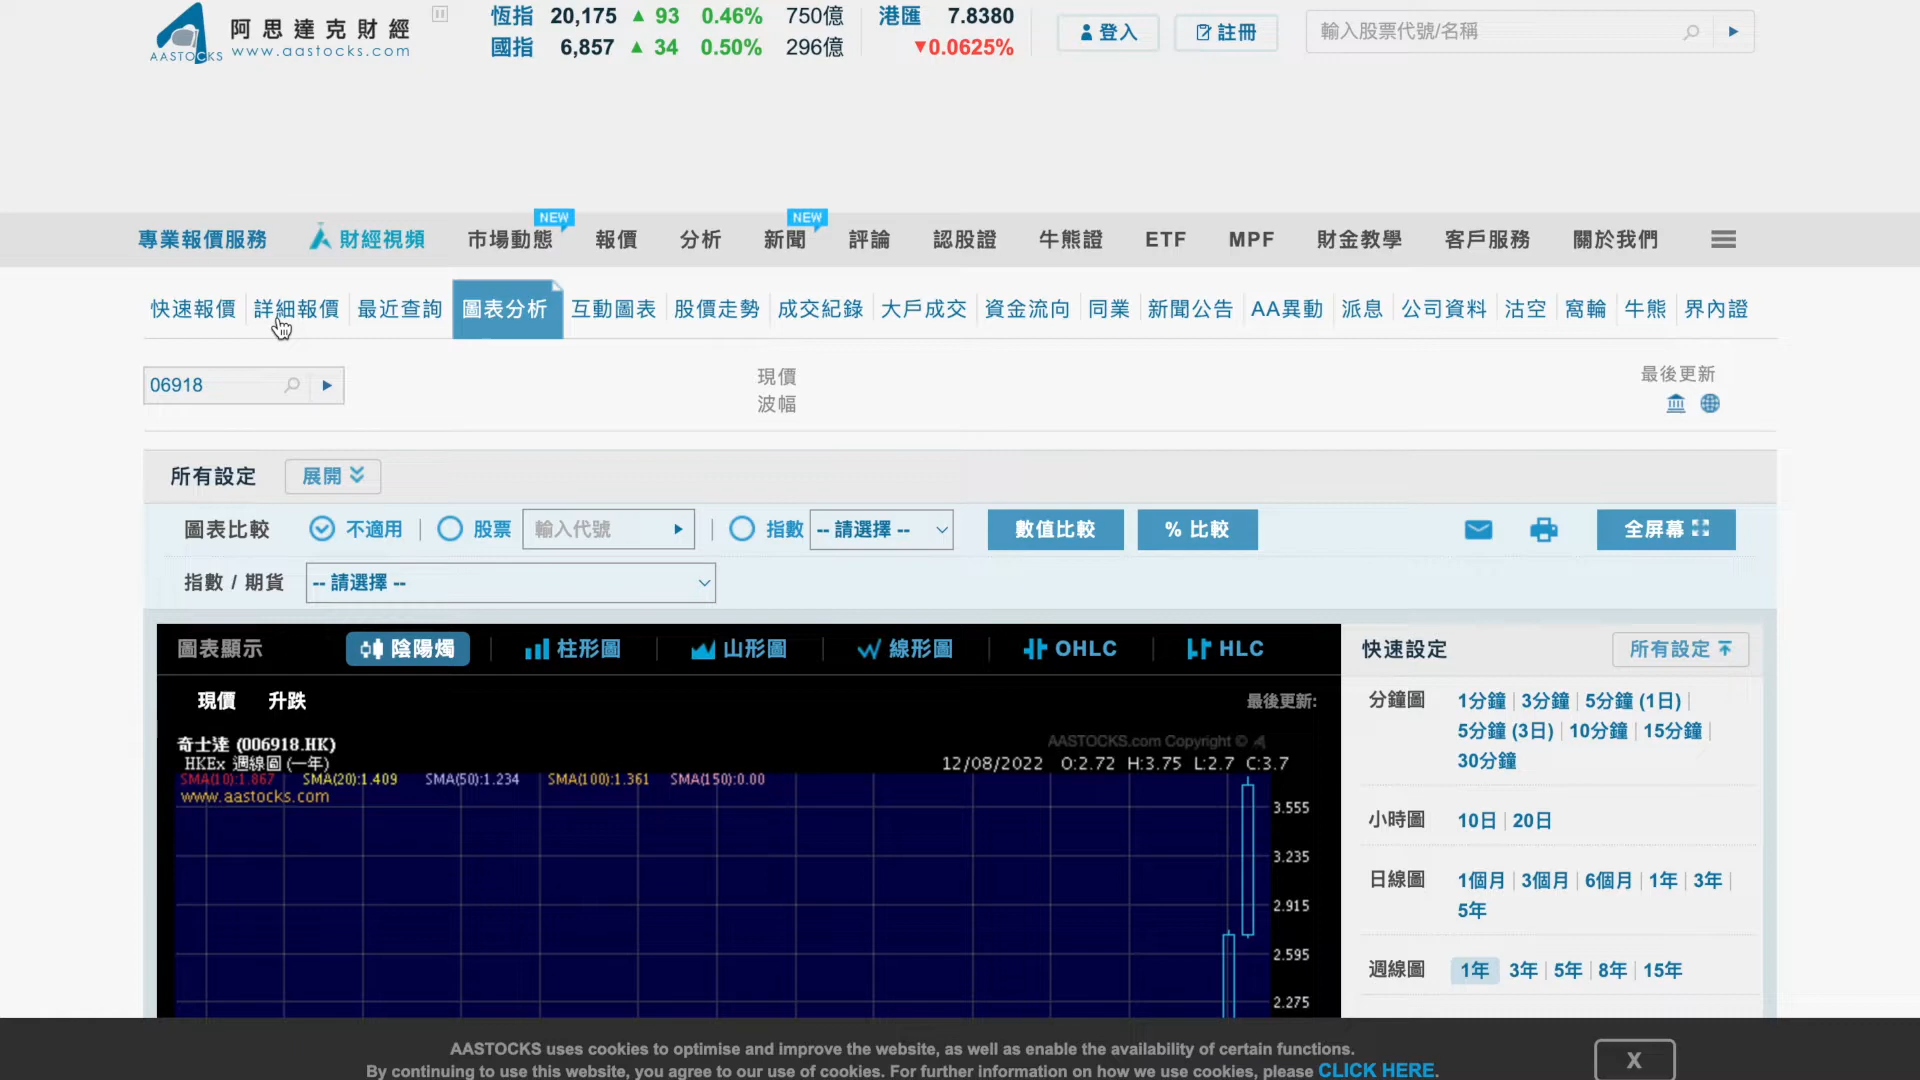 阿思達克財經
www.aastocks.com
AASTOCKS
恆指 20,175 ▲ 93 0.46% 750億
國指 6,857 ▲ 34 0.50% 296億
港匯 7.8380
▼0.0625%
登入
註冊
輸入股票代號/名稱
專業報價服務 財經視頻 市場動態 NEW 報價 分析 新聞 NEW 評論 認股證 牛熊證 ETF MPF 財金教學 客戶服務 關於我們
快速報價 詳細報價 最近查詢 圖表分析 互動圖表 股價走勢 成交紀錄 大戶成交 資金流向 同業 新聞公告 AA異動 派息 公司資料 沽空 窩輪 牛熊 界內證
06918
現價
波幅
最後更新
所有設定 展開
圖表比較 不適用 | 股票 輸入代號 | 指數 -- 請選擇 -- 數值比較 % 比較 全屏幕
指數 / 期貨 -- 請選擇 --
圖表顯示 陰陽燭 柱形圖 山形圖 線形圖 OHLC HLC
現價 升跌 最後更新:
奇士達 (006918.HK)
AASTOCKS.com Copyright ©
HKEx 週線圖 (一年)
12/08/2022 O:2.72 H:3.75 L:2.7 C:3.7
SMA(10):1.867 SMA(20):1.409 SMA(50):1.234 SMA(100):1.361 SMA(150):0.00
www.aastocks.com
3.555
3.235
2.915
2.595
2.275
快速設定 所有設定
分鐘圖 1分鐘 | 3分鐘 | 5分鐘 (1日) |
5分鐘 (3日) | 10分鐘 | 15分鐘 |
30分鐘
小時圖 10日 | 20日
日線圖 1個月 | 3個月 | 6個月 | 1年 | 3年 |
5年
週線圖 1年 3年 | 5年 | 8年 | 15年
AASTOCKS uses cookies to optimise and improve the website, as well as enable the availability of certain functions.
By continuing to use this website, you agree to our use of cookies. For further information on how we use cookies, please CLICK HERE.
X